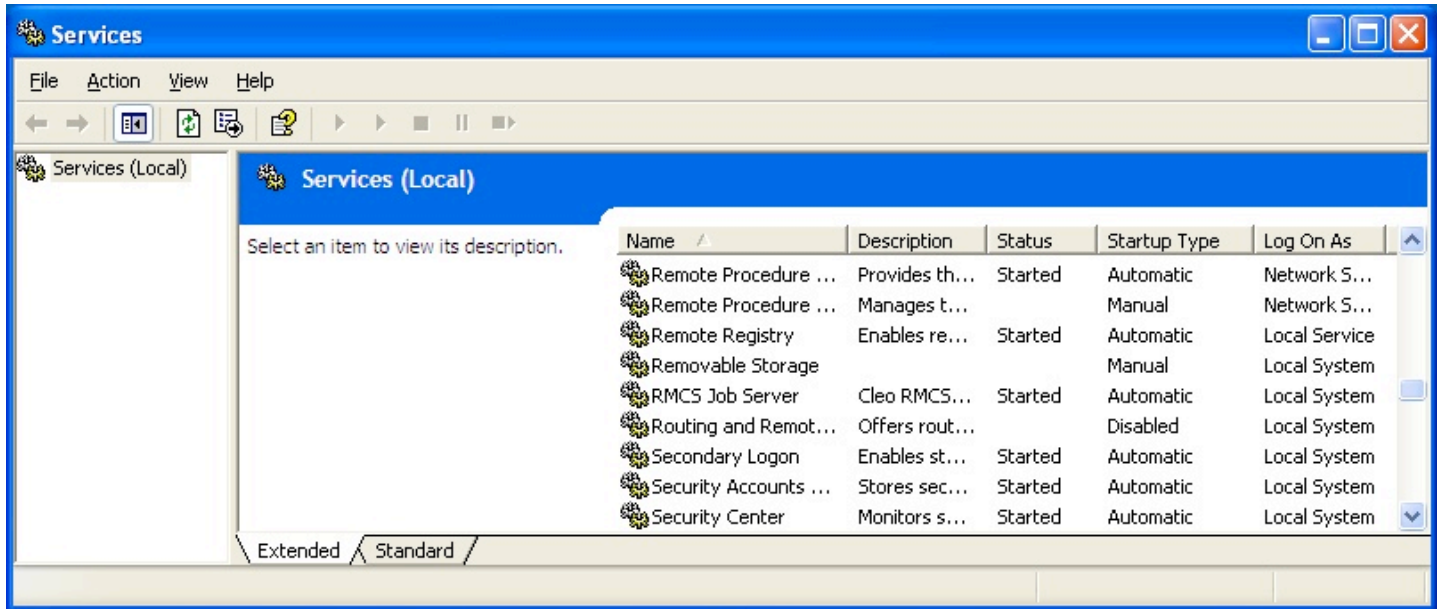 Services
File Action View Help
Services (Local)
Services (Local)
Select an item to view its description.
Name Description Status Startup Type Log On As
Remote Procedure ... Provides th... Started Automatic Network S...
Remote Procedure ... Manages t... Manual Network S...
Remote Registry Enables re... Started Automatic Local Service
Removable Storage Manual Local System
RMCS Job Server Cleo RMCS... Started Automatic Local System
Routing and Remot... Offers rout... Disabled Local System
Secondary Logon Enables st... Started Automatic Local System
Security Accounts ... Stores sec... Started Automatic Local System
Security Center Monitors s... Started Automatic Local System
Extended Standard